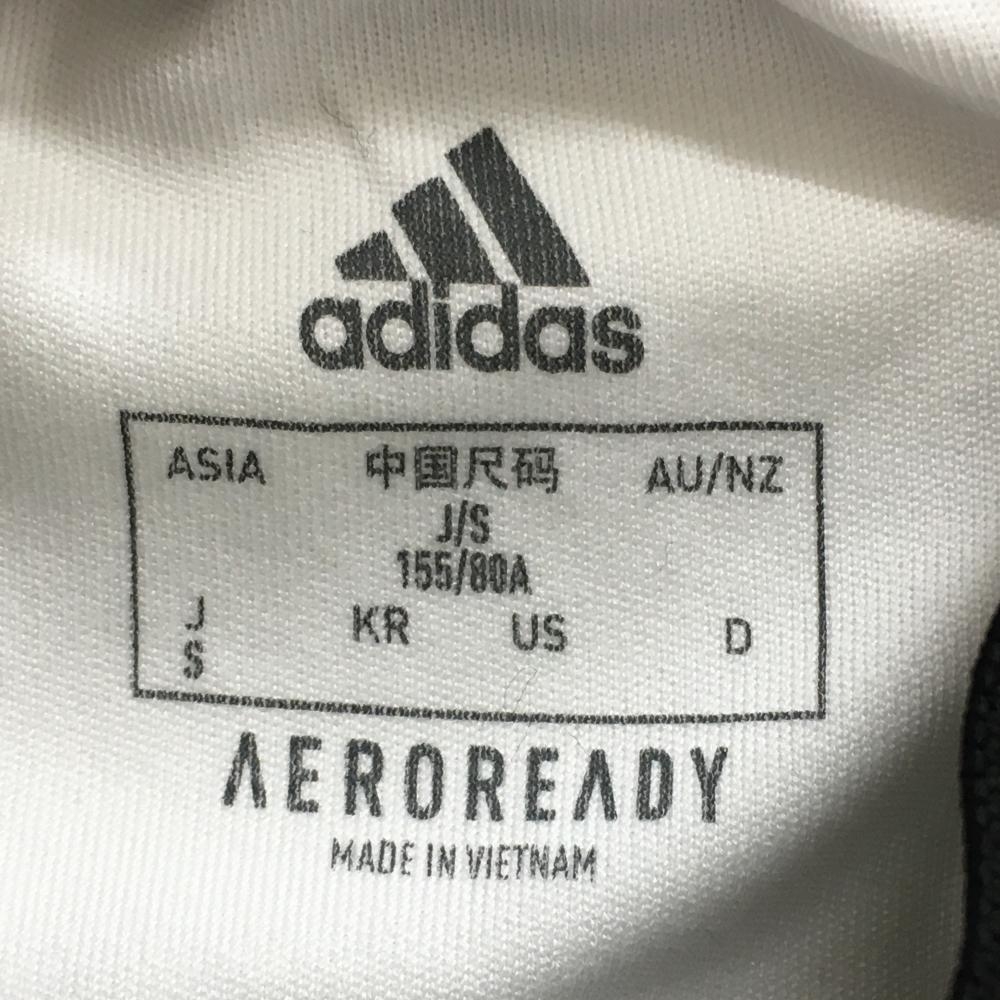 adidas
ASIA 中国尺码 AU/NZ
J/S
155/80A
J KR US D
S
AEROREADY
MADE IN VIETNAM